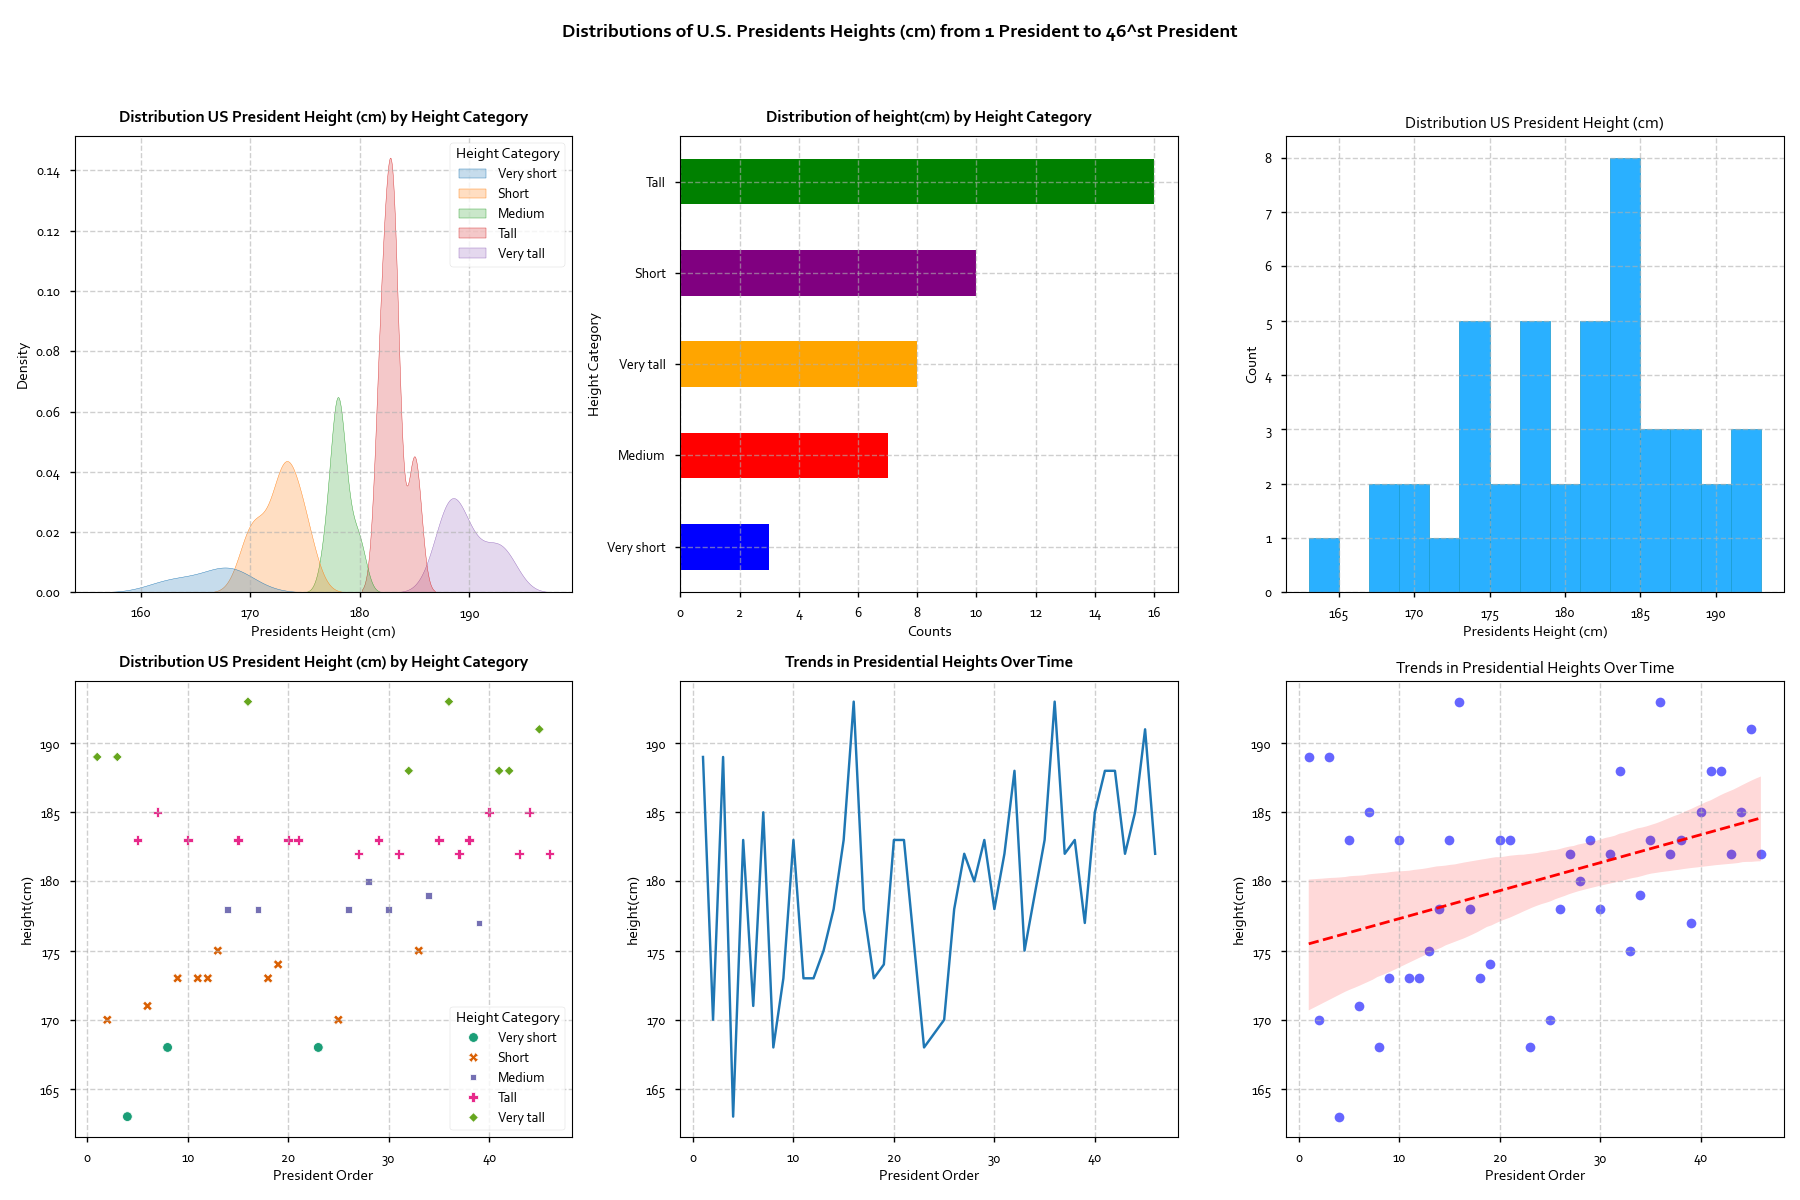 Distributions of U.S. Presidents Heights (cm) from 1 President to 46^st President
Distribution US President Height (cm) by Height Category
Height Category
Very short
Short
Medium
Tall
Very tall
0.14
0.12
0.10
0.08
0.06
0.04
0.02
0.00
Density
160 170 180 190
Presidents Height (cm)
Distribution of height(cm) by Height Category
Tall
Short
Very tall
Medium
Very short
Height Category
0 2 4 6 8 10 12 14 16
Counts
Distribution US President Height (cm)
8
7
6
5
4
3
2
1
0
Count
165 170 175 180 185 190
Presidents Height (cm)
Distribution US President Height (cm) by Height Category
190
185
180
175
170
165
height(cm)
Height Category
Very short
Short
Medium
Tall
Very tall
0 10 20 30 40
President Order
Trends in Presidential Heights Over Time
190
185
180
175
170
165
height(cm)
0 10 20 30 40
President Order
Trends in Presidential Heights Over Time
190
185
180
175
170
165
height(cm)
0 10 20 30 40
President Order